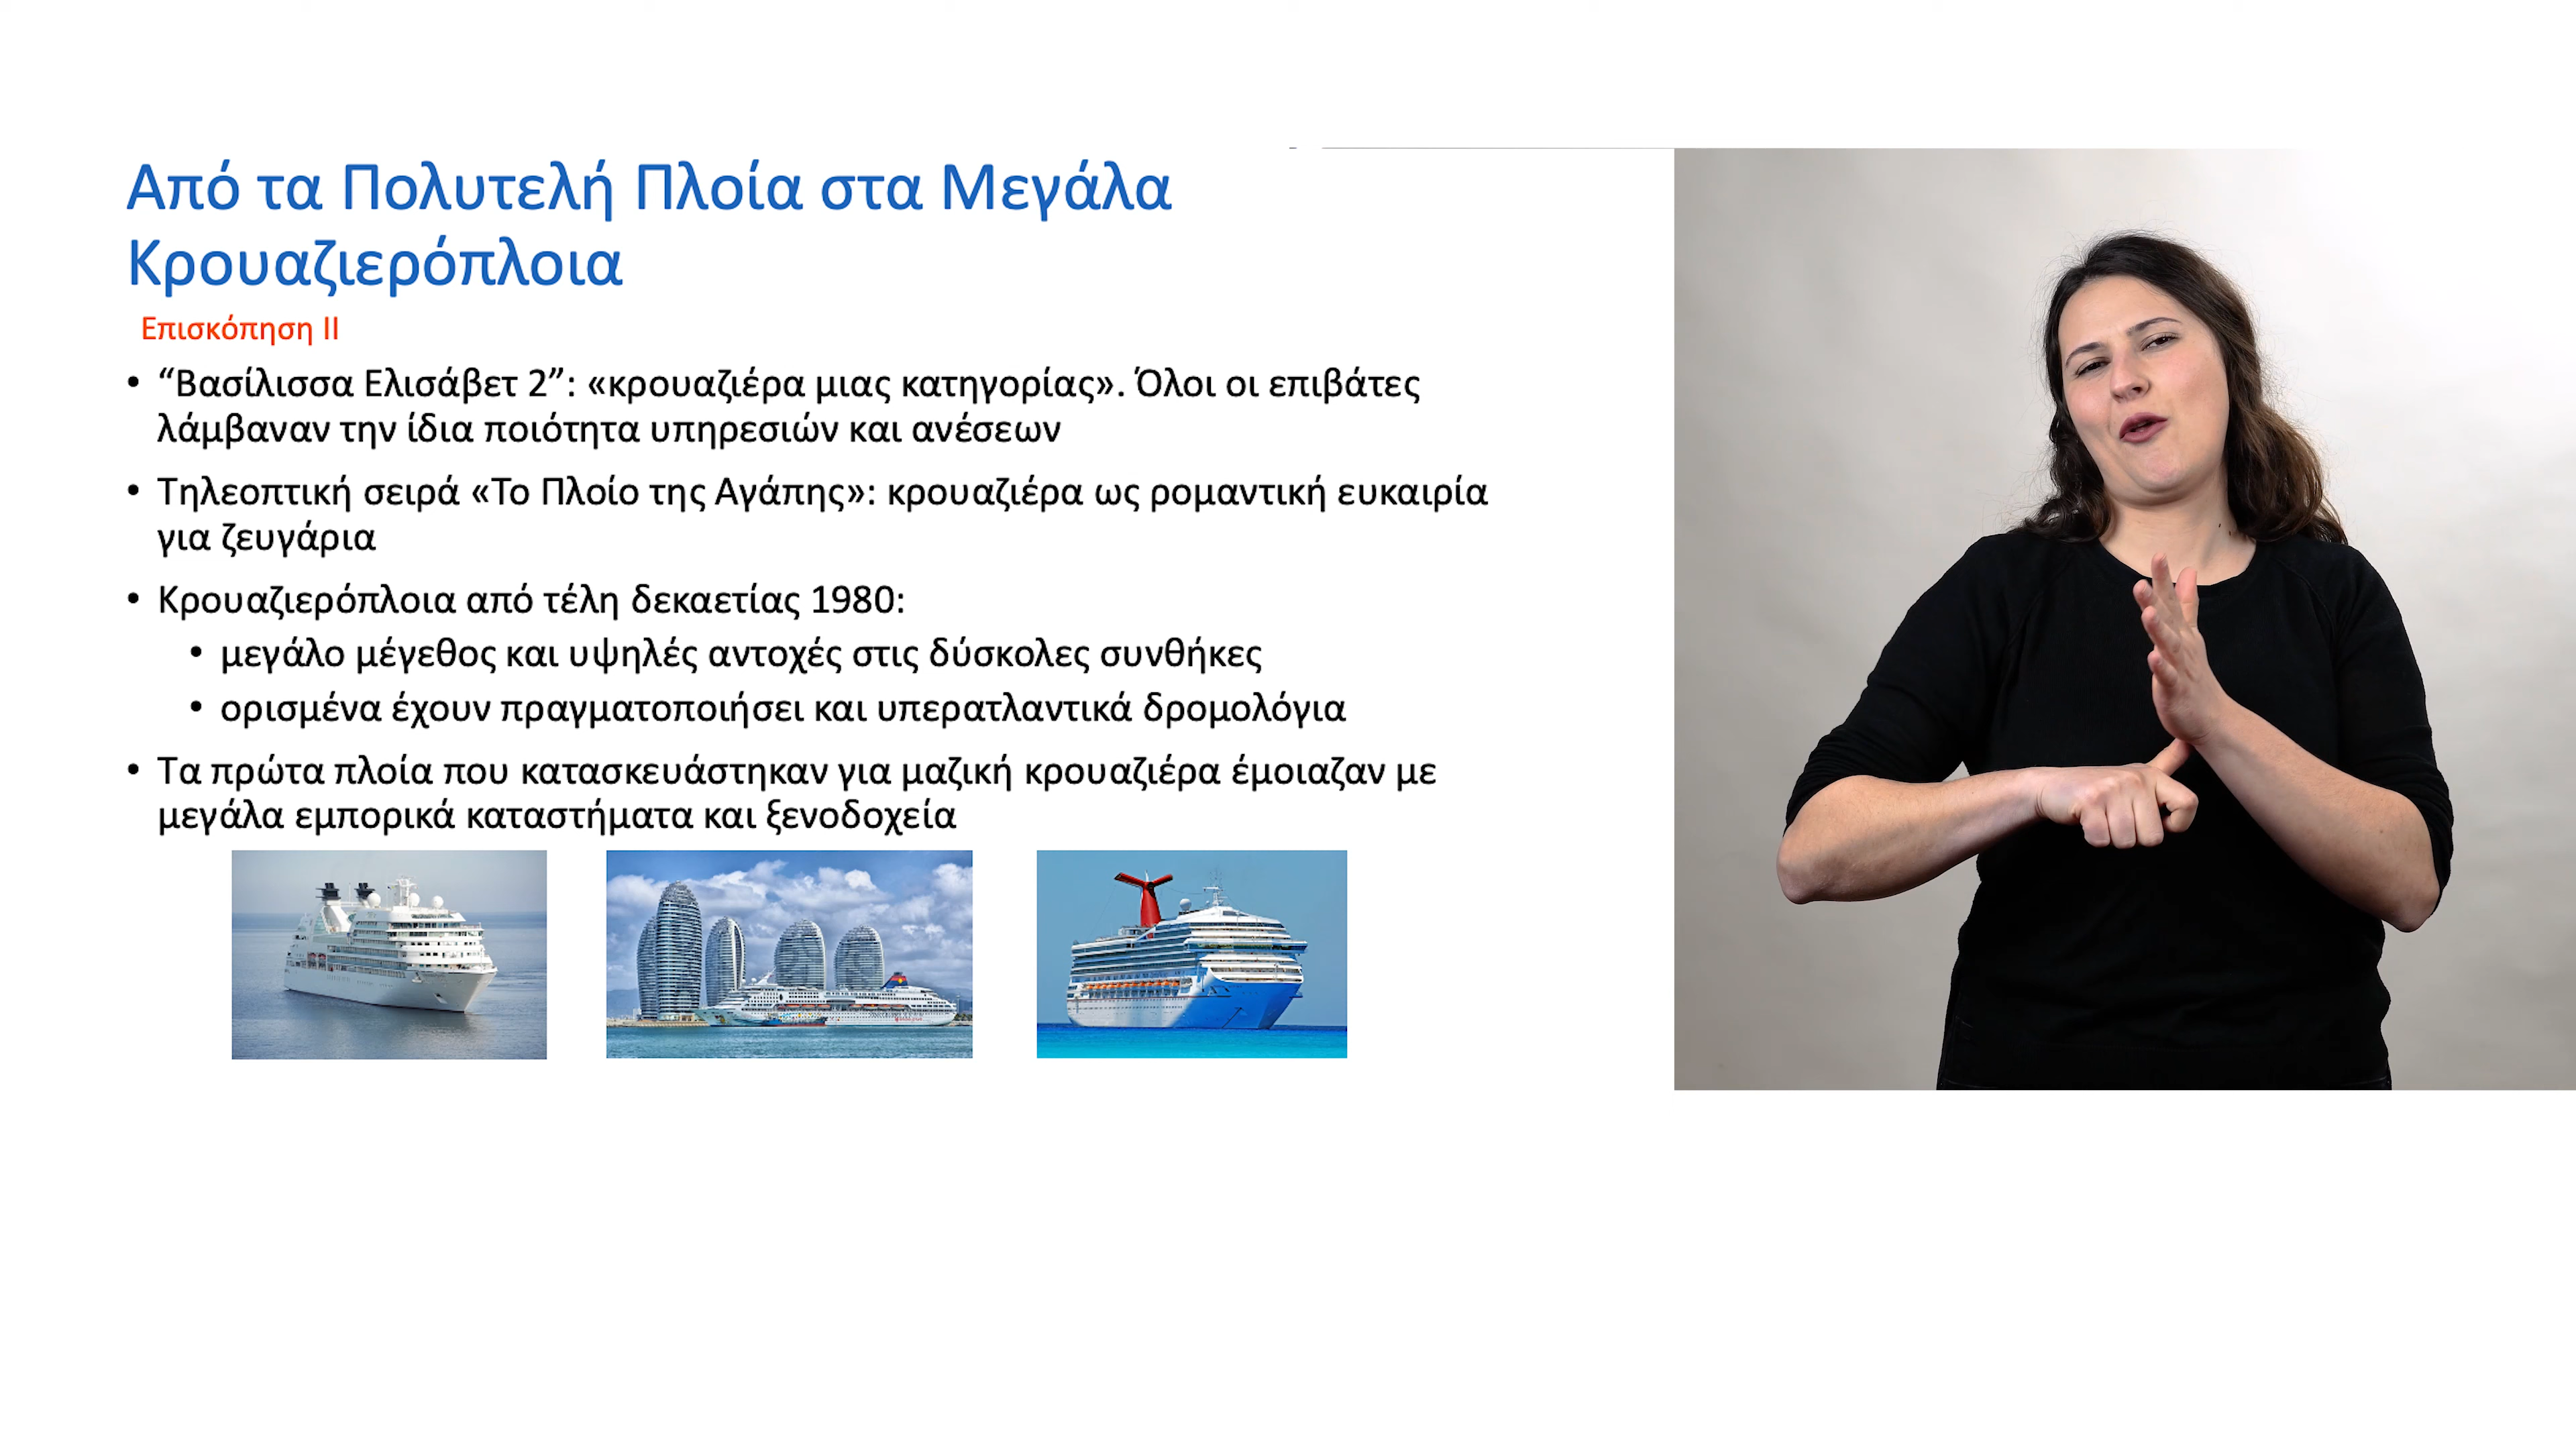 Από τα Πολυτελή Πλοία στα Μεγάλα
Κρουαζιερόπλοια
Επισκόπηση ΙΙ
• “Βασίλισσα Ελισάβετ 2”: «κρουαζιέρα μιας κατηγορίας». Όλοι οι επιβάτες
λάμβαναν την ίδια ποιότητα υπηρεσιών και ανέσεων
• Τηλεοπτική σειρά «Το Πλοίο της Αγάπης»: κρουαζιέρα ως ρομαντική ευκαιρία
για ζευγάρια
• Κρουαζιερόπλοια από τέλη δεκαετίας 1980:
• μεγάλο μέγεθος και υψηλές αντοχές στις δύσκολες συνθήκες
• ορισμένα έχουν πραγματοποιήσει και υπερατλαντικά δρομολόγια
• Τα πρώτα πλοία που κατασκευάστηκαν για μαζική κρουαζιέρα έμοιαζαν με
μεγάλα εμπορικά καταστήματα και ξενοδοχεία